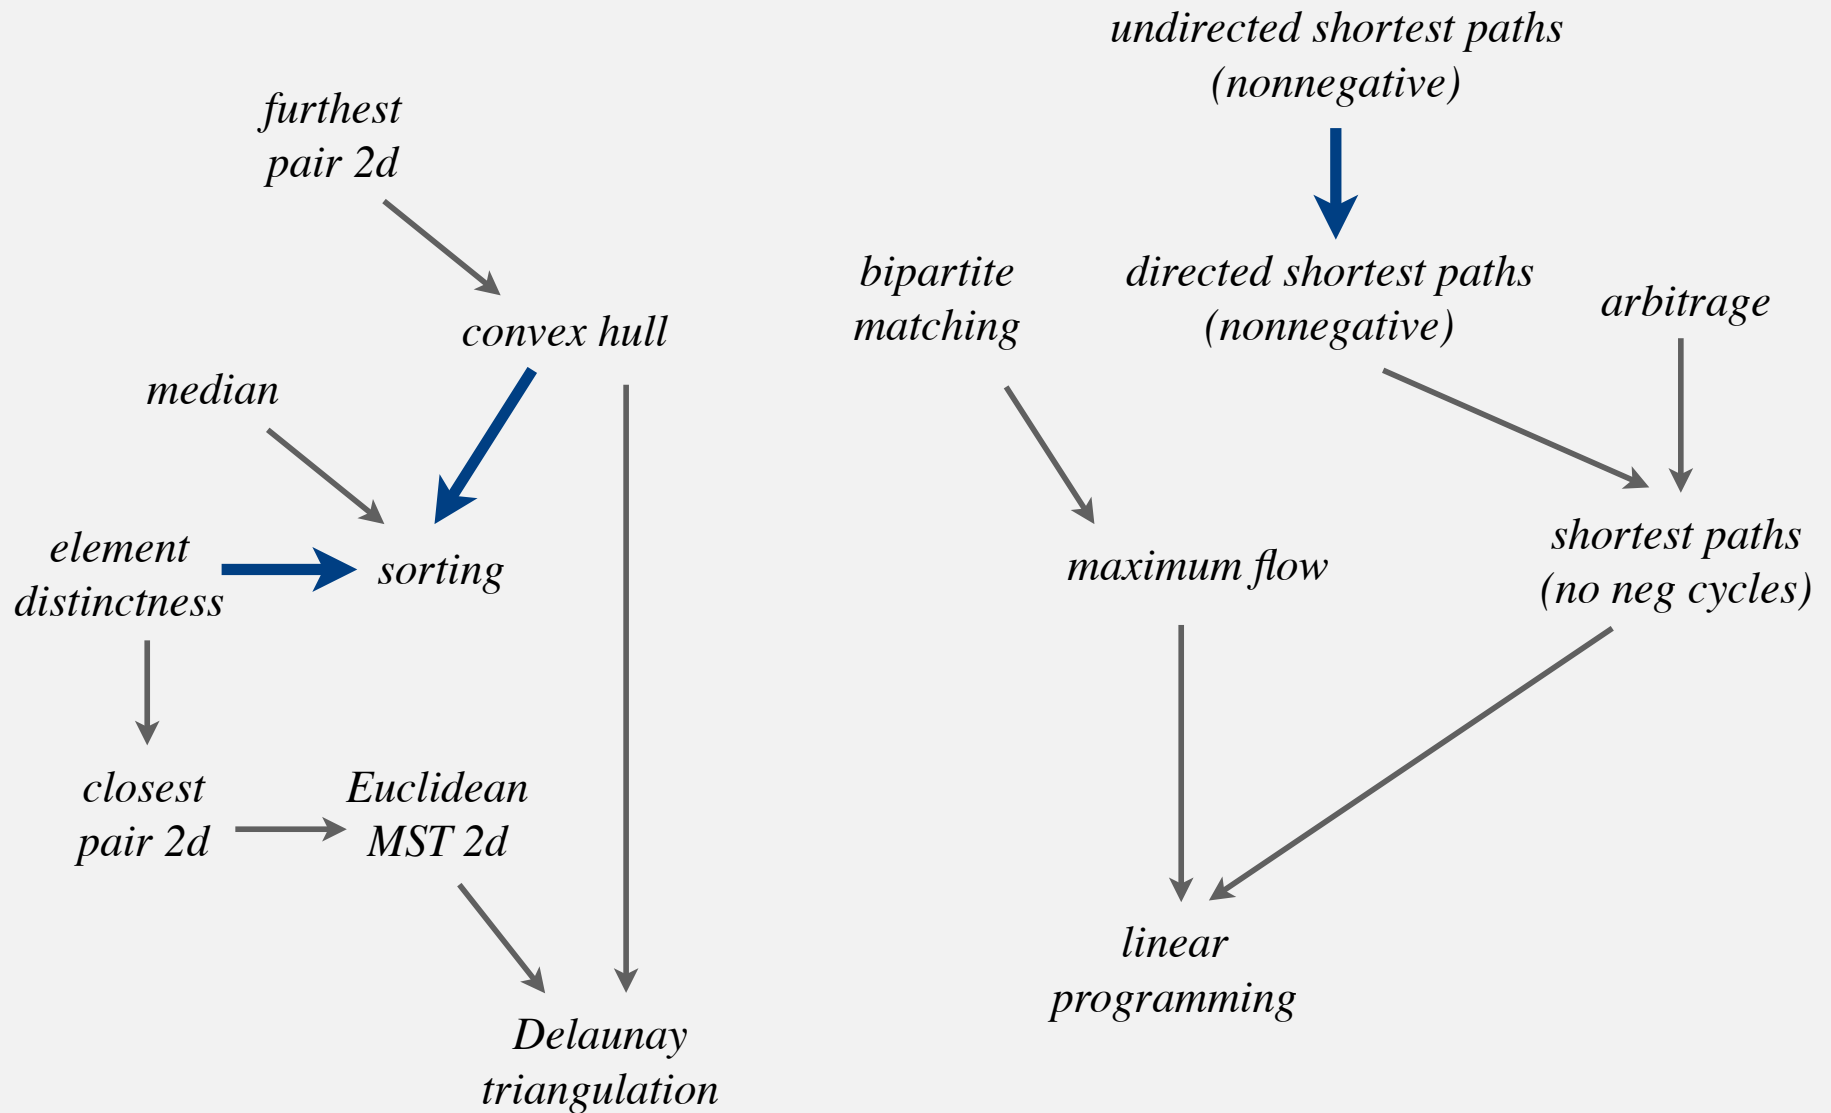 undirected shortest paths
(nonnegative)
furthest
pair 2d
bipartite
matching
directed shortest paths
(nonnegative)
arbitrage
convex hull
median
element
distinctness
sorting
maximum flow
shortest paths
(no neg cycles)
closest
pair 2d
Euclidean
MST 2d
linear
programming
Delaunay
triangulation